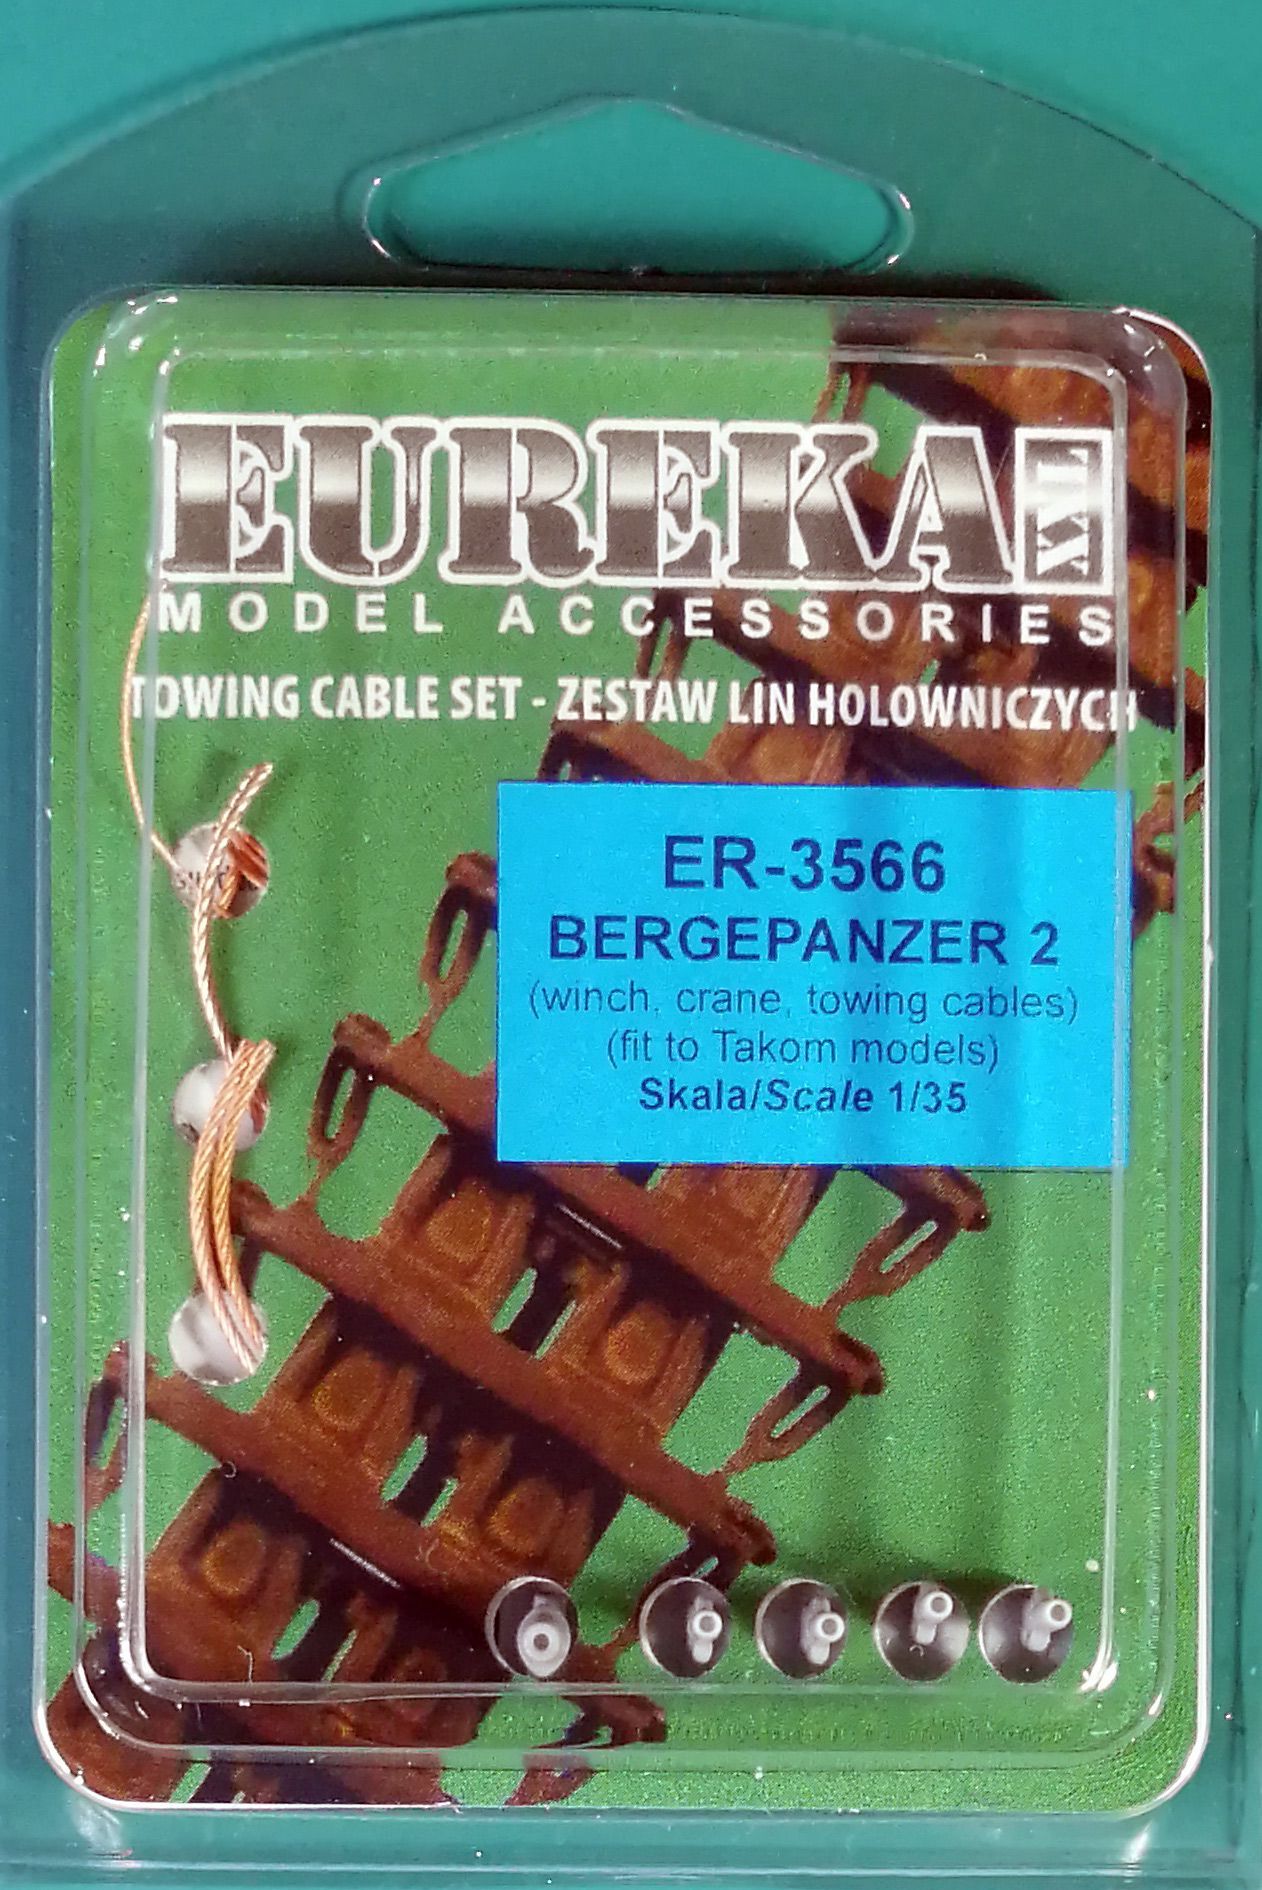 EUREKA XXL
MODEL ACCESSORIES
TOWING CABLE SET - ZESTAW LIN HOLOWNICZYCH
ER-3566
BERGEPANZER 2
(winch, crane, towing cables)
(fit to Takom models)
Skala/Scale 1/35